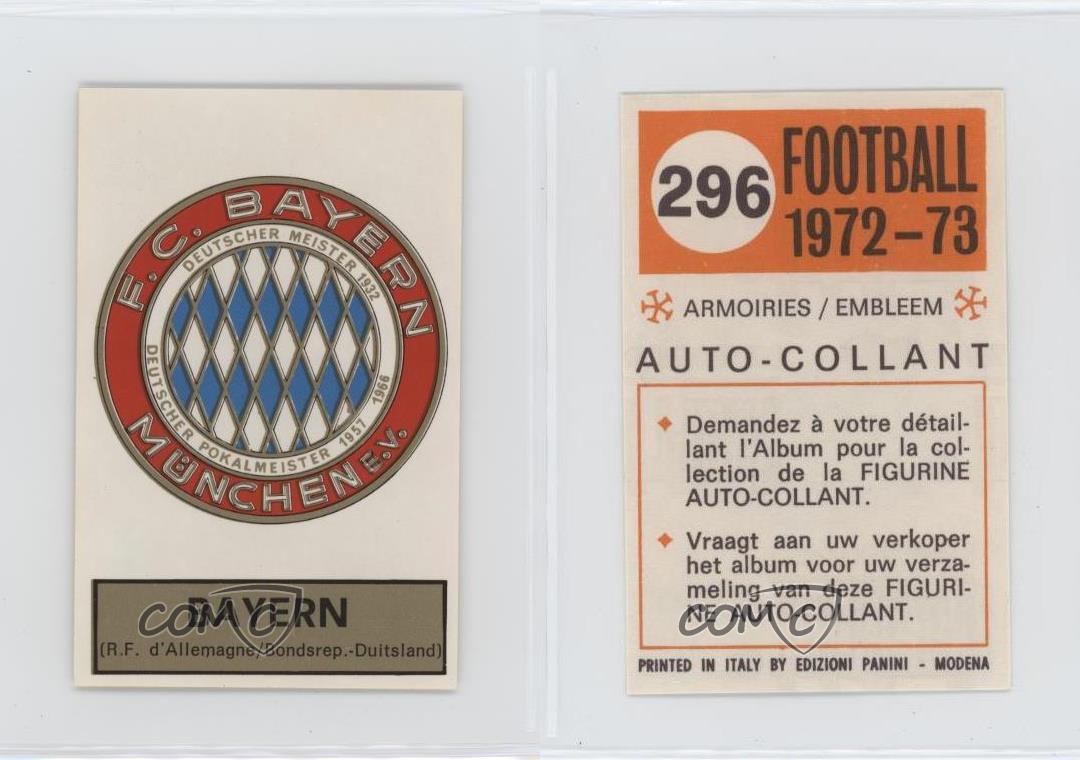 F.C. BAYERN
MÜNCHEN E.V.
DEUTSCHER MEISTER 1932
DEUTSCHER POKALMEISTER 1957 1966
BAYERN
(R.F. d'Allemagne/Bondsrep.-Duitsland)
COMC
296
FOOTBALL
1972-73
ARMOIRIES / EMBLEEM
AUTO-COLLANT
Demandez à votre détail-
lant l'Album pour la col-
lection de la FIGURINE
AUTO-COLLANT.
Vraagt aan uw verkoper
het album voor uw verza-
meling van deze FIGURI-
NE AUTO-COLLANT.
COMC
PRINTED IN ITALY BY EDIZIONI PANINI - MODENA